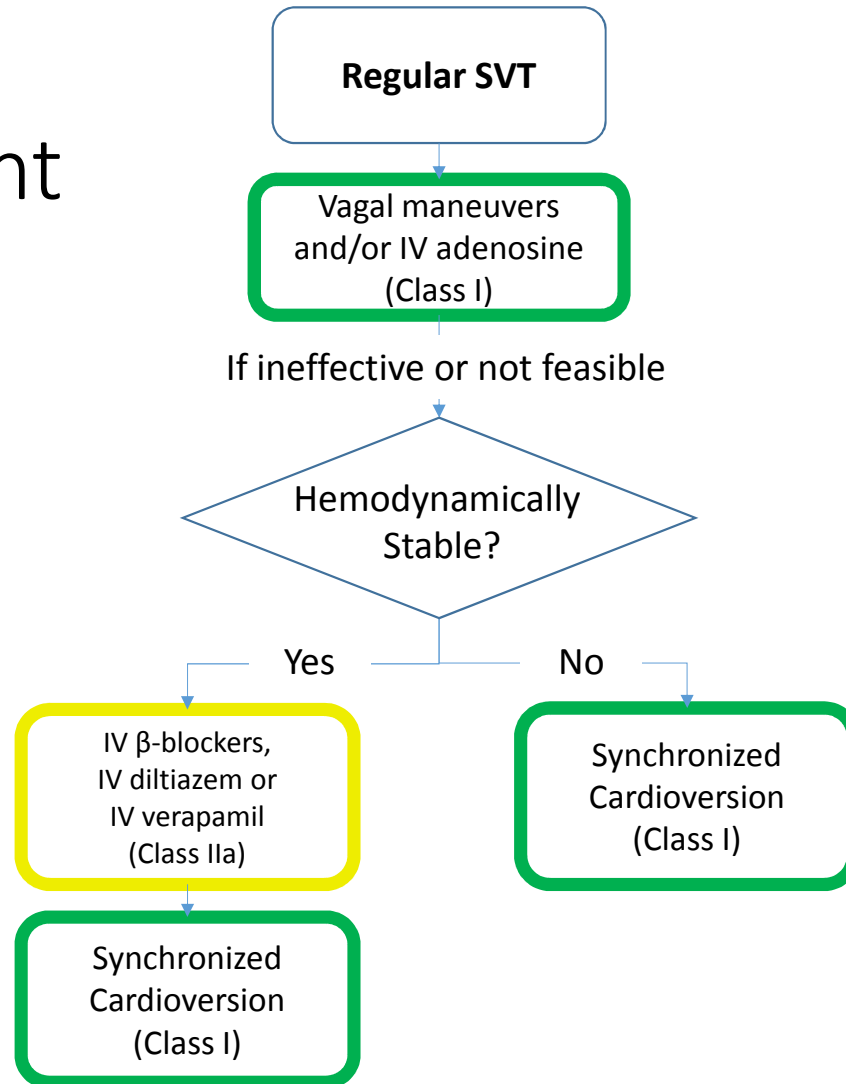 nt
Regular SVT
Vagal maneuvers
and/or IV adenosine
(Class I)
If ineffective or not feasible
Hemodynamically
Stable?
Yes
No
IV β-blockers,
IV diltiazem or
IV verapamil
(Class IIa)
Synchronized
Cardioversion
(Class I)
Synchronized
Cardioversion
(Class I)